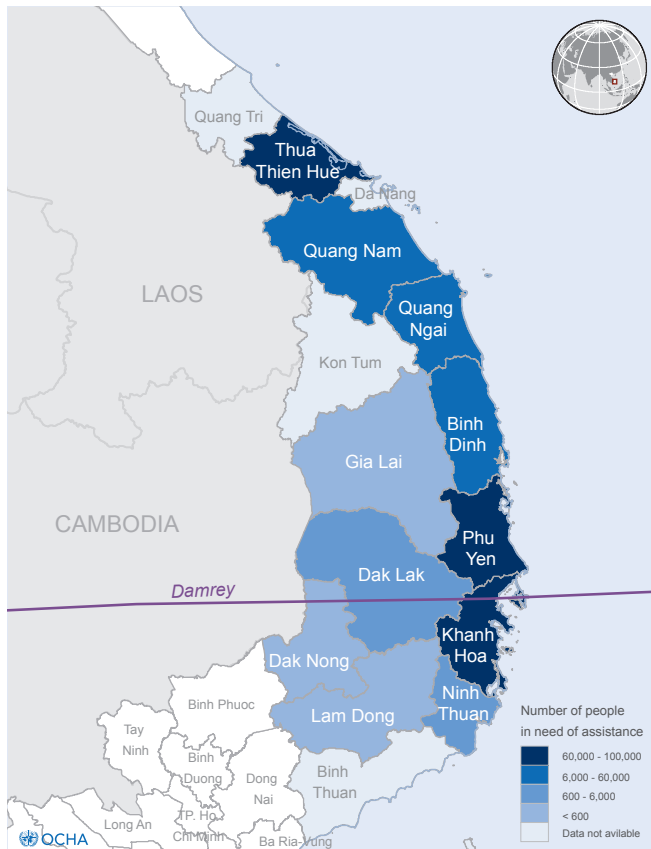 Quang Tri
Thua
Thien Hue
Da Nang
Quang Nam
LAOS
Quang
Ngai
Kon Tum
Binh
Dinh
Gia Lai
CAMBODIA
Phu
Yen
Dak Lak
Damrey
Khanh
Hoa
Dak Nong
Ninh
Thuan
Lam Dong
Binh Phuoc
Tay
Ninh
Binh
Duong
Dong
Nai
Binh
Thuan
Long An
TP. Ho
Chi Minh
Ba Ria-Vung
Number of people
in need of assistance
60,000 - 100,000
6,000 - 60,000
600 - 6,000
< 600
Data not available
OCHA